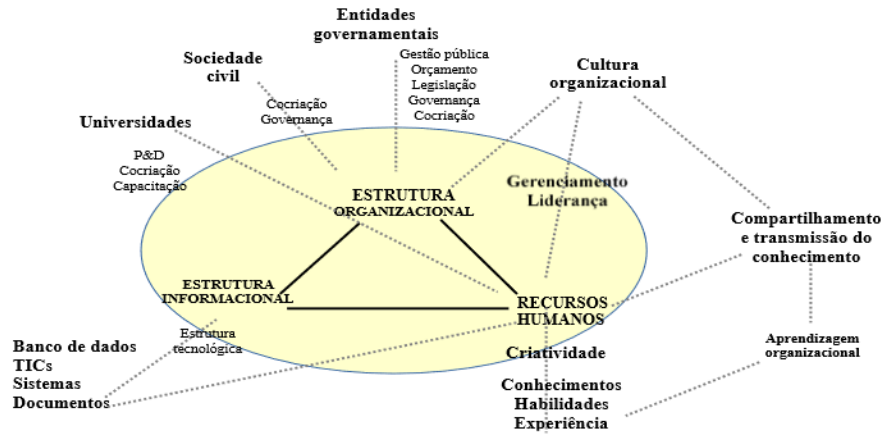 Entidades
governamentais
Gestão pública
Orçamento
Legislação
Governança
Cocriação
Sociedade
civil
Cocriação
Governança
Cultura
organizacional
Universidades
P&D
Cocriação
Capacitação
ESTRUTURA
ORGANIZACIONAL
Gerenciamento
Liderança
Compartilhamento
e transmissão do
conhecimento
ESTRUTURA
INFORMACIONAL
RECURSOS
HUMANOS
Estrutura
tecnológica
Banco de dados
TICs
Sistemas
Documentos
Criatividade
Aprendizagem
organizacional
Conhecimentos
Habilidades
Experiência